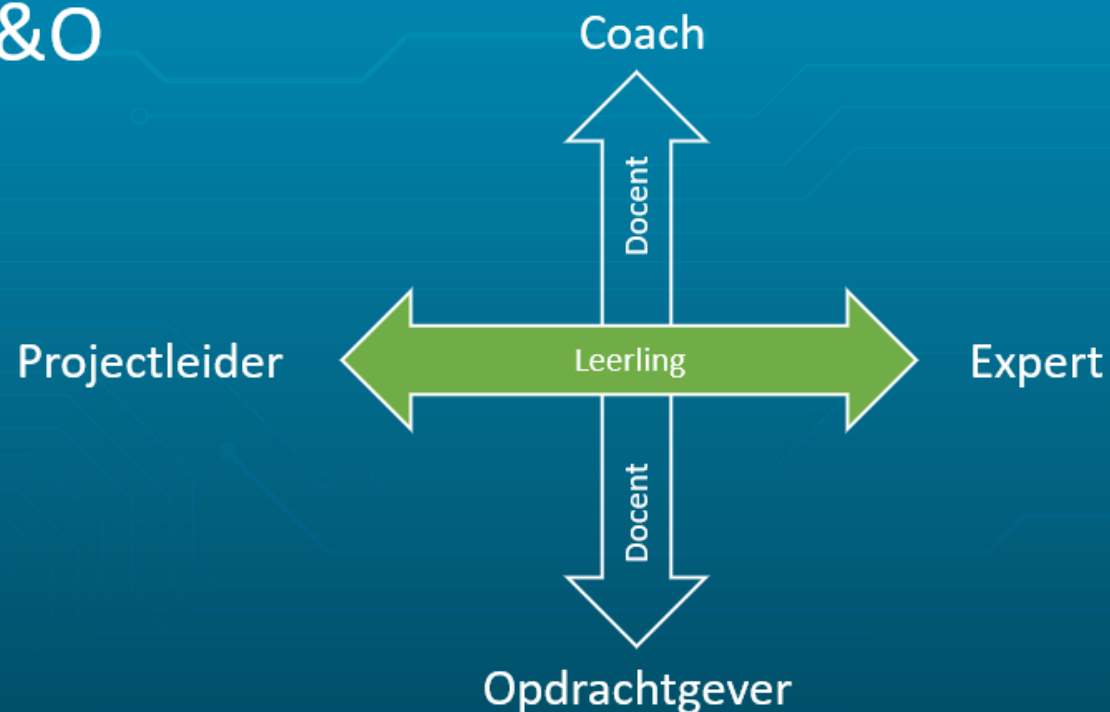 &O
Coach
Docent
Projectleider
Leerling
Expert
Docent
Opdrachtgever